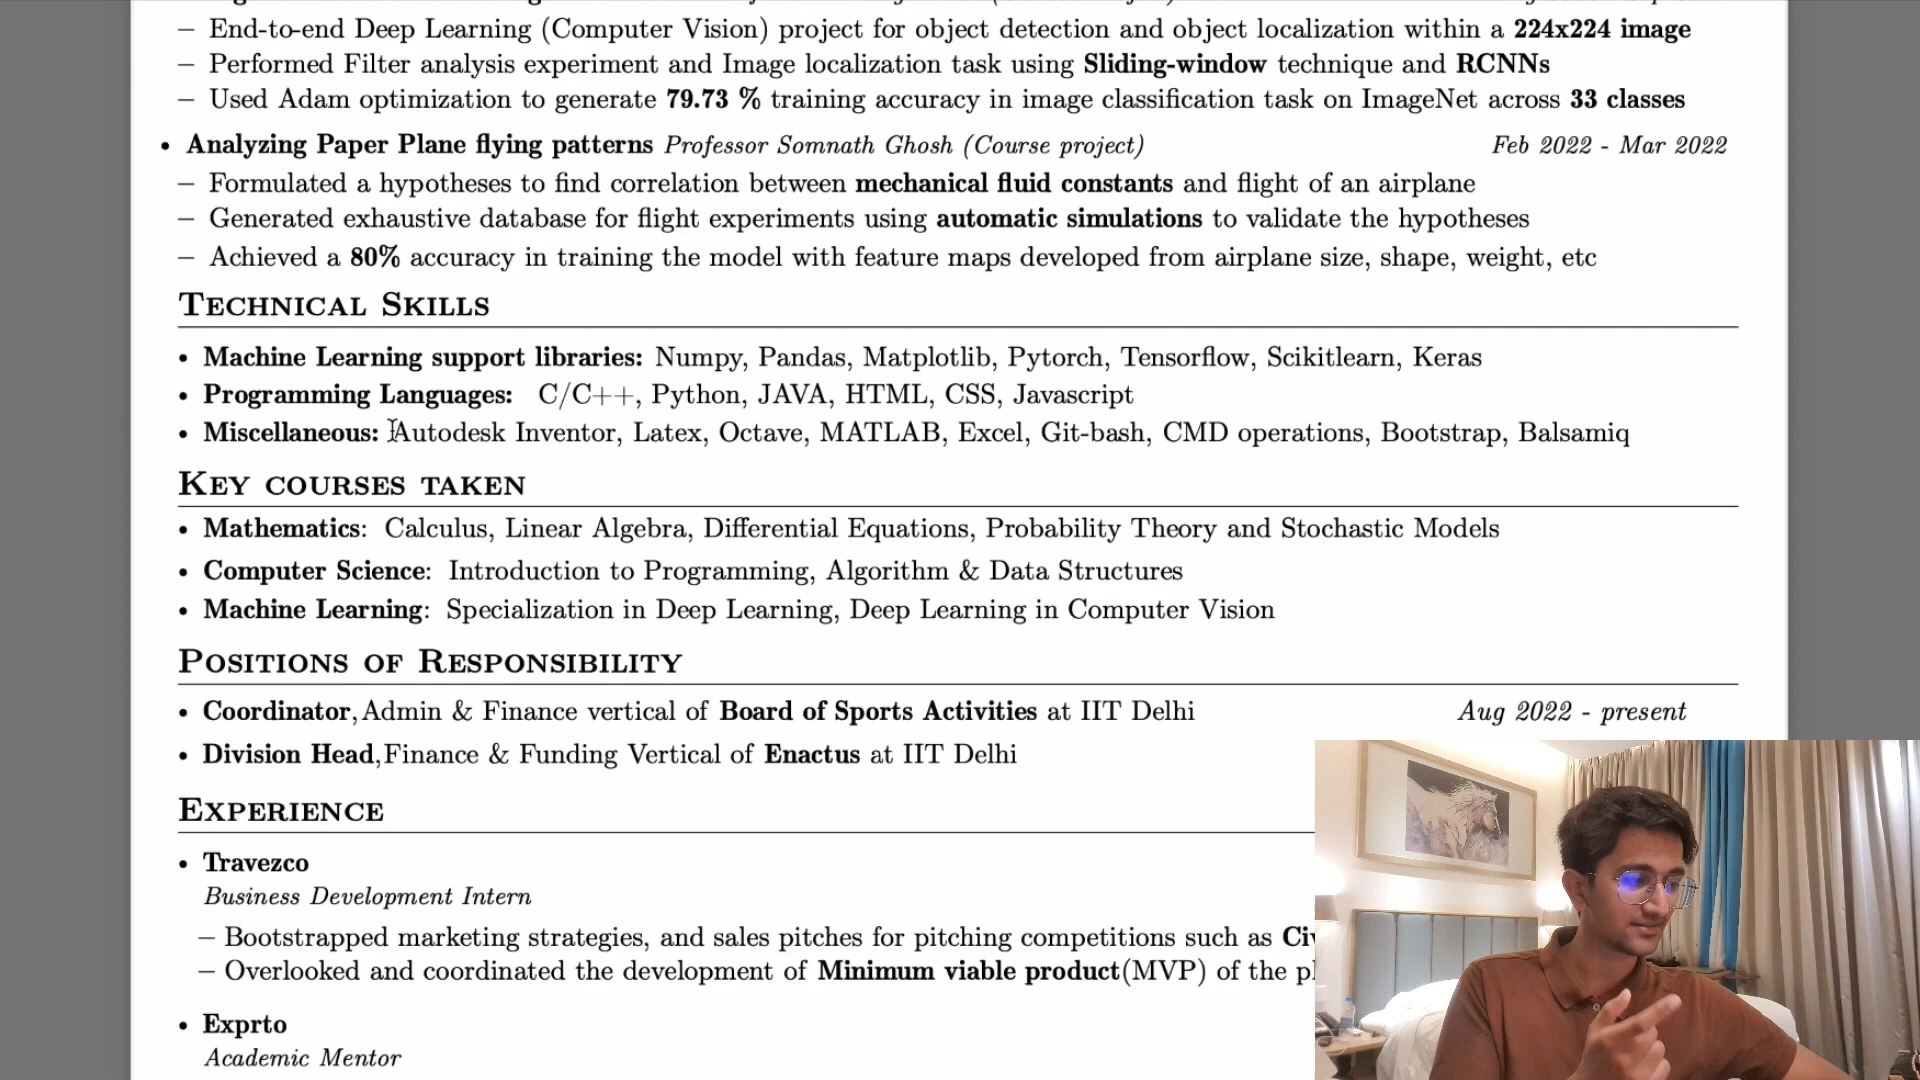 – End-to-end Deep Learning (Computer Vision) project for object detection and object localization within a 224x224 image
– Performed Filter analysis experiment and Image localization task using Sliding-window technique and RCNNs
– Used Adam optimization to generate 79.73 % training accuracy in image classification task on ImageNet across 33 classes
• Analyzing Paper Plane flying patterns Professor Somnath Ghosh (Course project) Feb 2022 - Mar 2022
– Formulated a hypotheses to find correlation between mechanical fluid constants and flight of an airplane
– Generated exhaustive database for flight experiments using automatic simulations to validate the hypotheses
– Achieved a 80% accuracy in training the model with feature maps developed from airplane size, shape, weight, etc
TECHNICAL SKILLS
• Machine Learning support libraries: Numpy, Pandas, Matplotlib, Pytorch, Tensorflow, Scikitlearn, Keras
• Programming Languages: C/C++, Python, JAVA, HTML, CSS, Javascript
• Miscellaneous: Autodesk Inventor, Latex, Octave, MATLAB, Excel, Git-bash, CMD operations, Bootstrap, Balsamiq
KEY COURSES TAKEN
• Mathematics: Calculus, Linear Algebra, Differential Equations, Probability Theory and Stochastic Models
• Computer Science: Introduction to Programming, Algorithm & Data Structures
• Machine Learning: Specialization in Deep Learning, Deep Learning in Computer Vision
POSITIONS OF RESPONSIBILITY
• Coordinator,Admin & Finance vertical of Board of Sports Activities at IIT Delhi Aug 2022 - present
• Division Head,Finance & Funding Vertical of Enactus at IIT Delhi
EXPERIENCE
• Travezco
Business Development Intern
– Bootstrapped marketing strategies, and sales pitches for pitching competitions such as
– Overlooked and coordinated the development of Minimum viable product(MVP) of the
• Exprto
Academic Mentor